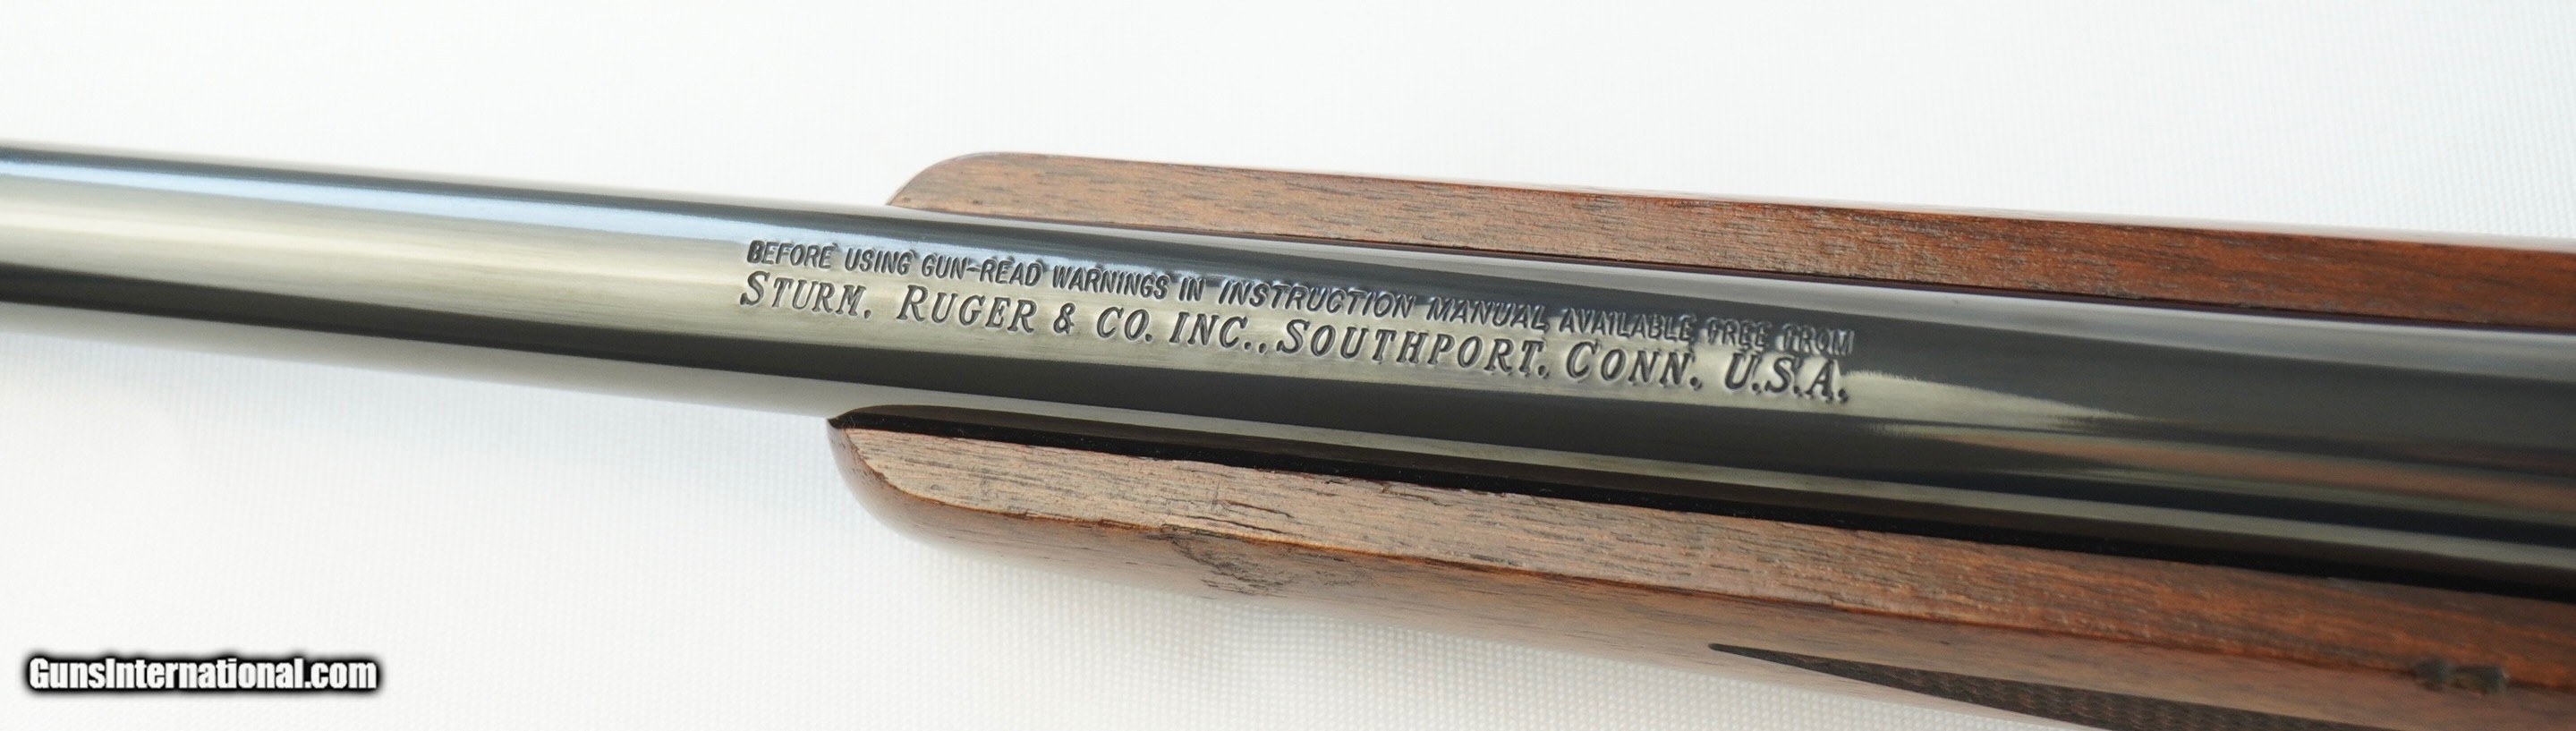 BEFORE USING GUN-READ WARNINGS IN INSTRUCTION MANUAL AVAILABLE FREE FROM
STURM, RUGER & CO. INC., SOUTHPORT, CONN. U.S.A.
GunsInternational.com